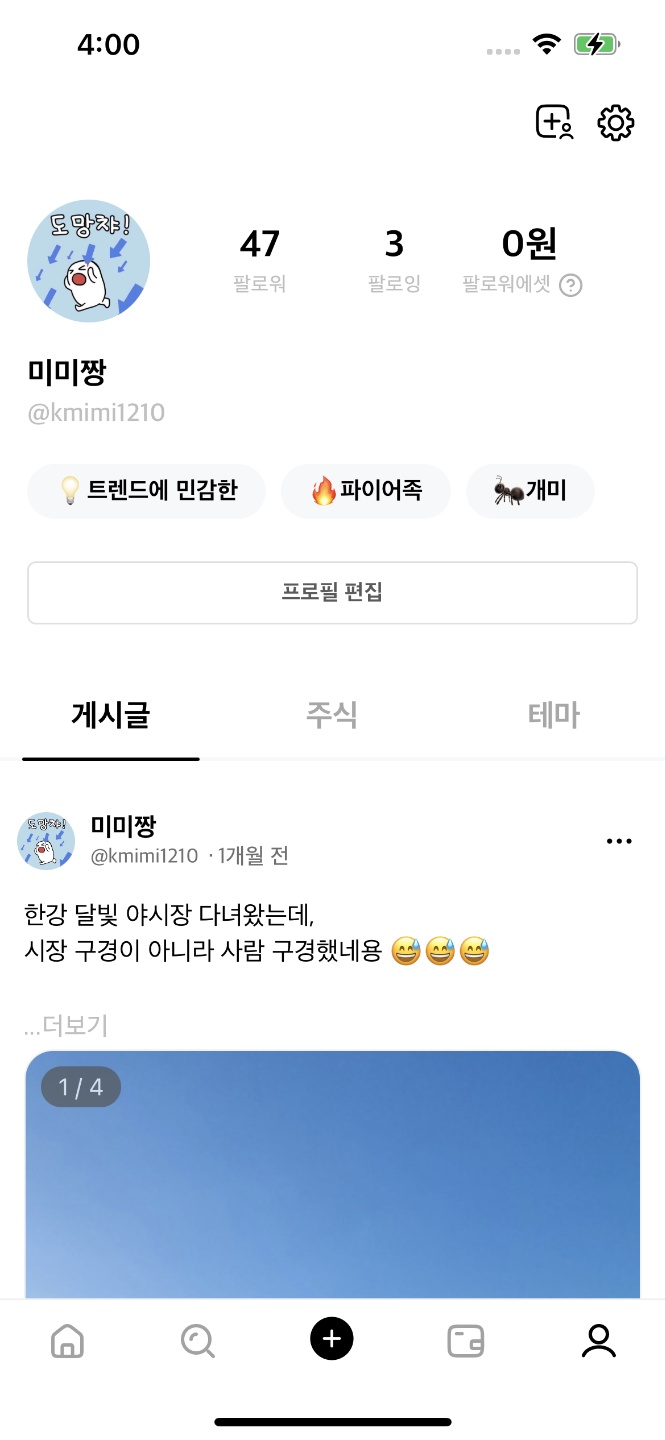 4:00
도망챠!
47
3
0원
팔로워
팔로잉
팔로워에셋 ?
미미짱
@kmimi1210
💡트렌드에 민감한
🔥파이어족
🐜개미
프로필 편집
게시글
주식
테마
도망챠!
미미짱
@kmimi1210 · 1개월 전
한강 달빛 야시장 다녀왔는데,
시장 구경이 아니라 사람 구경했네용 😅😅😅
...더보기
1 / 4